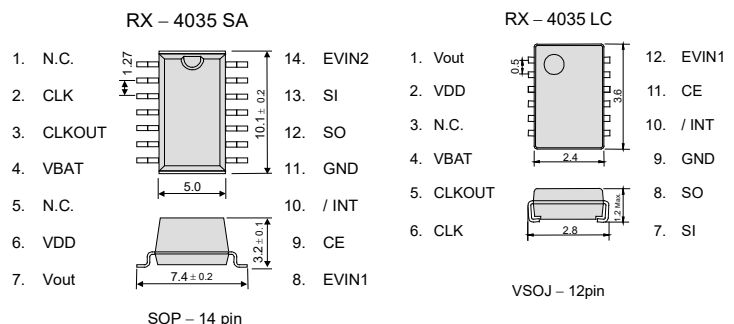 RX – 4035 SA
1. N.C.
2. CLK
3. CLKOUT
4. VBAT
5. N.C.
6. VDD
7. Vout
1.27
10.1 ± 0.2
5.0
3.2 ± 0.1
7.4 ± 0.2
14. EVIN2
13. SI
12. SO
11. GND
10. / INT
9. CE
8. EVIN1
SOP – 14 pin
RX – 4035 LC
1. Vout
2. VDD
3. N.C.
4. VBAT
5. CLKOUT
6. CLK
0.5
3.6
2.4
1.2 Max.
2.8
12. EVIN1
11. CE
10. / INT
9. GND
8. SO
7. SI
VSOJ – 12pin